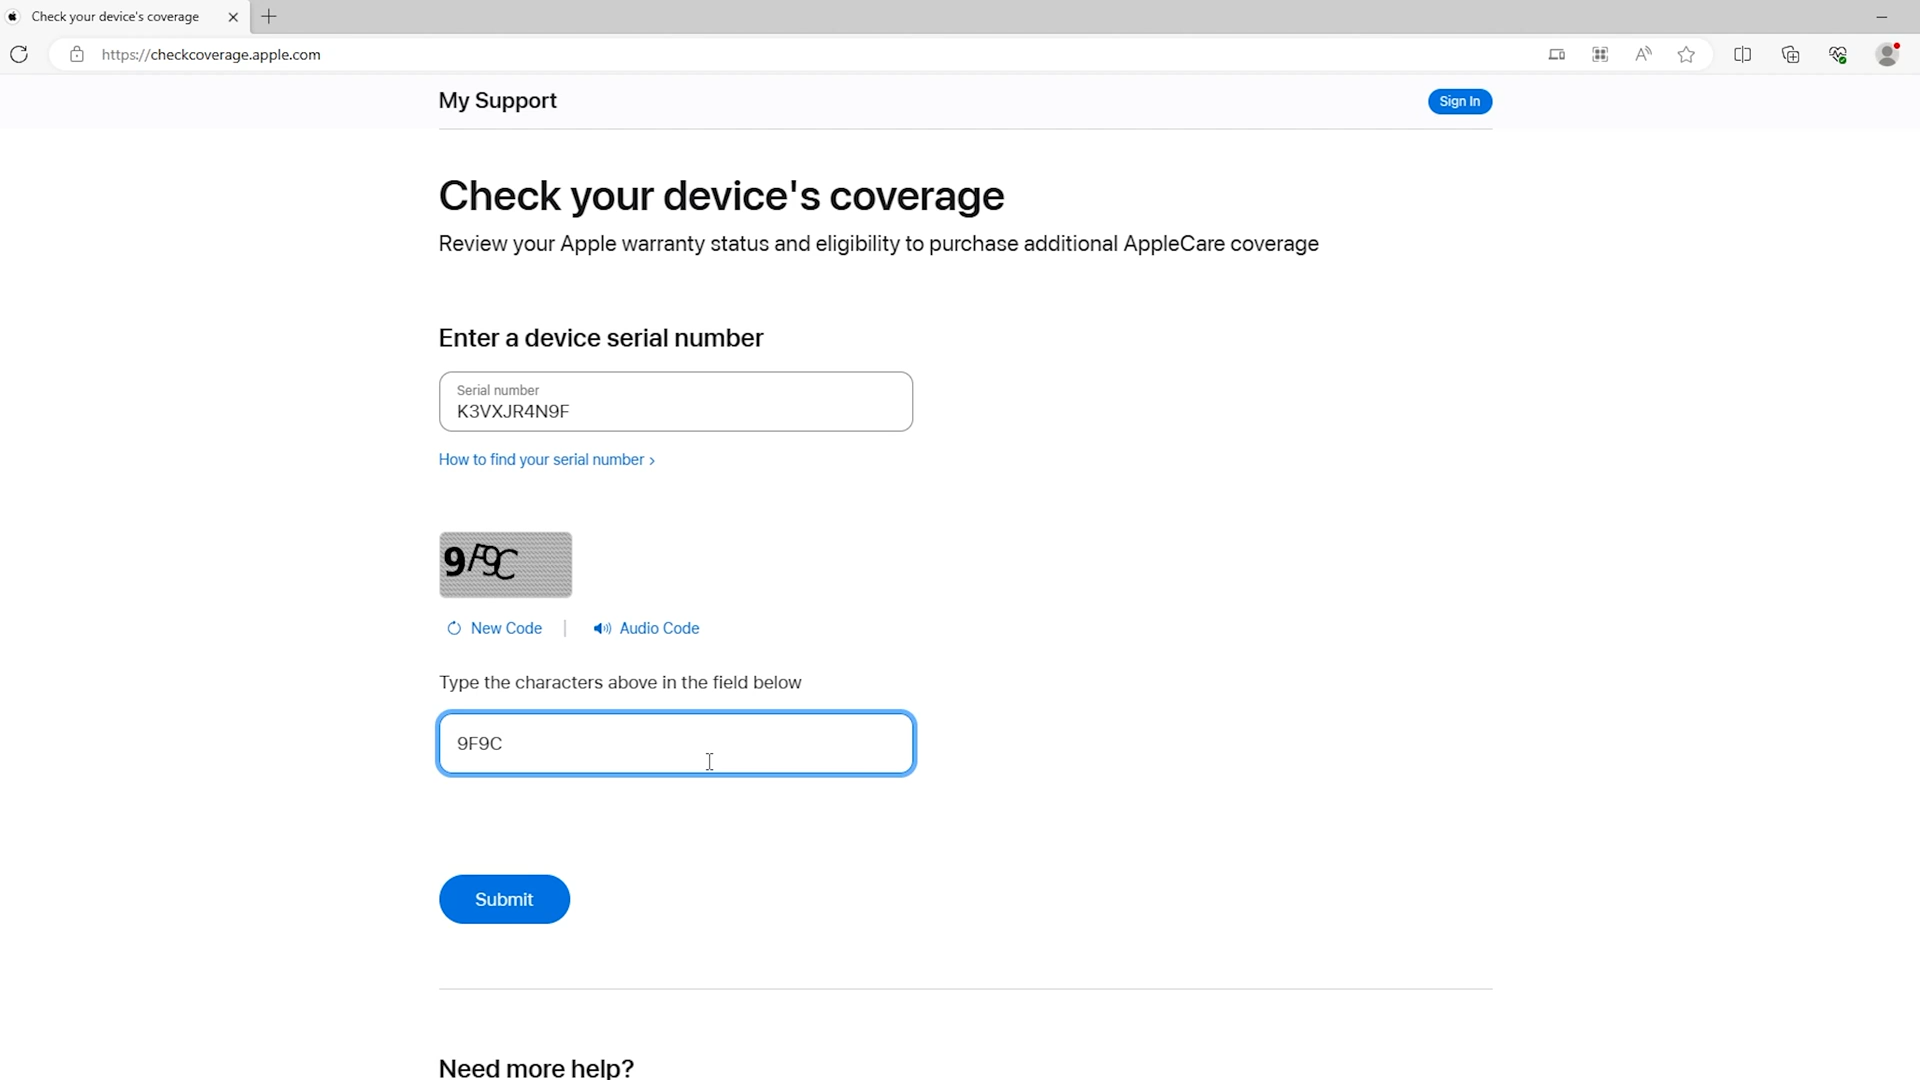 Check your device's coverage
https://checkcoverage.apple.com
My Support
Sign In
Check your device's coverage
Review your Apple warranty status and eligibility to purchase additional AppleCare coverage
Enter a device serial number
Serial number
K3VXJR4N9F
How to find your serial number ›
9F9C
New Code | Audio Code
Type the characters above in the field below
9F9C
Submit
Need more help?